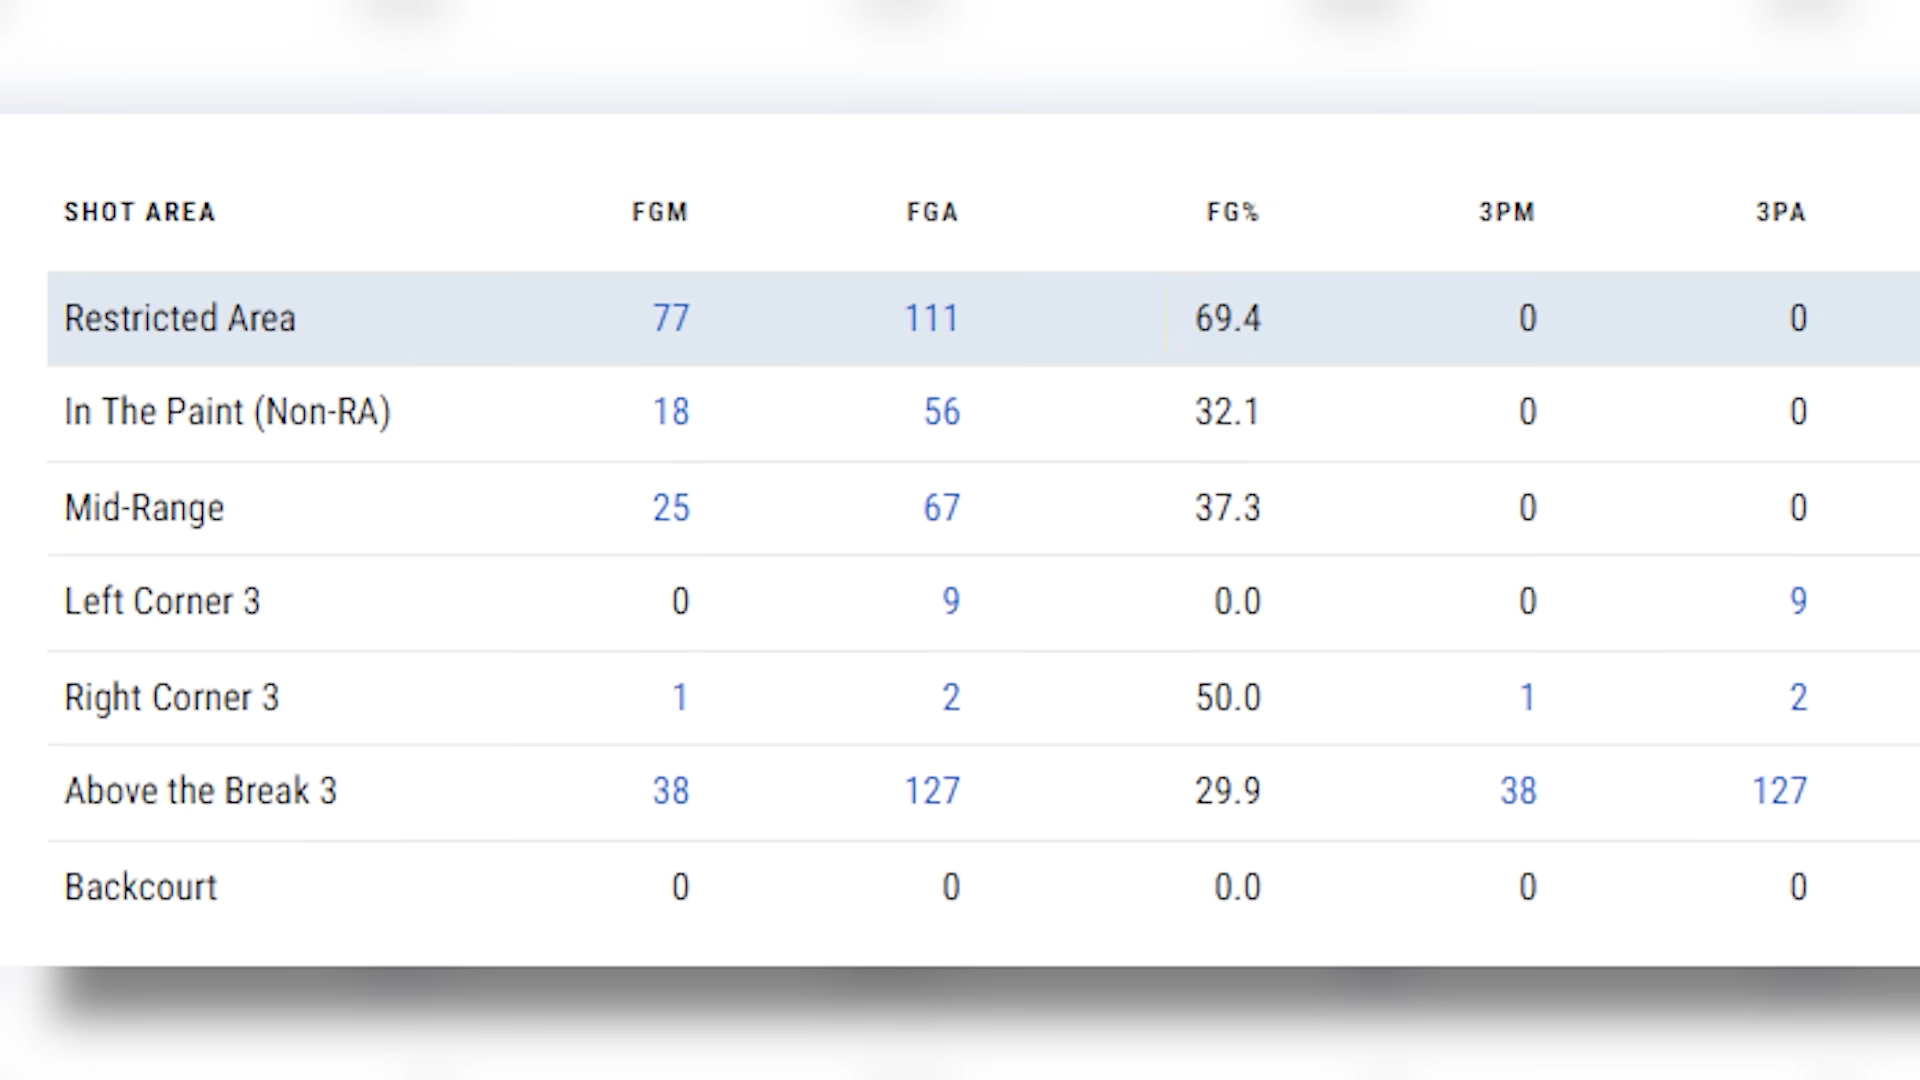 SHOT AREA FGM FGA FG% 3PM 3PA
Restricted Area 77 111 69.4 0 0
In The Paint (Non-RA) 18 56 32.1 0 0
Mid-Range 25 67 37.3 0 0
Left Corner 3 0 9 0.0 0 9
Right Corner 3 1 2 50.0 1 2
Above the Break 3 38 127 29.9 38 127
Backcourt 0 0 0.0 0 0